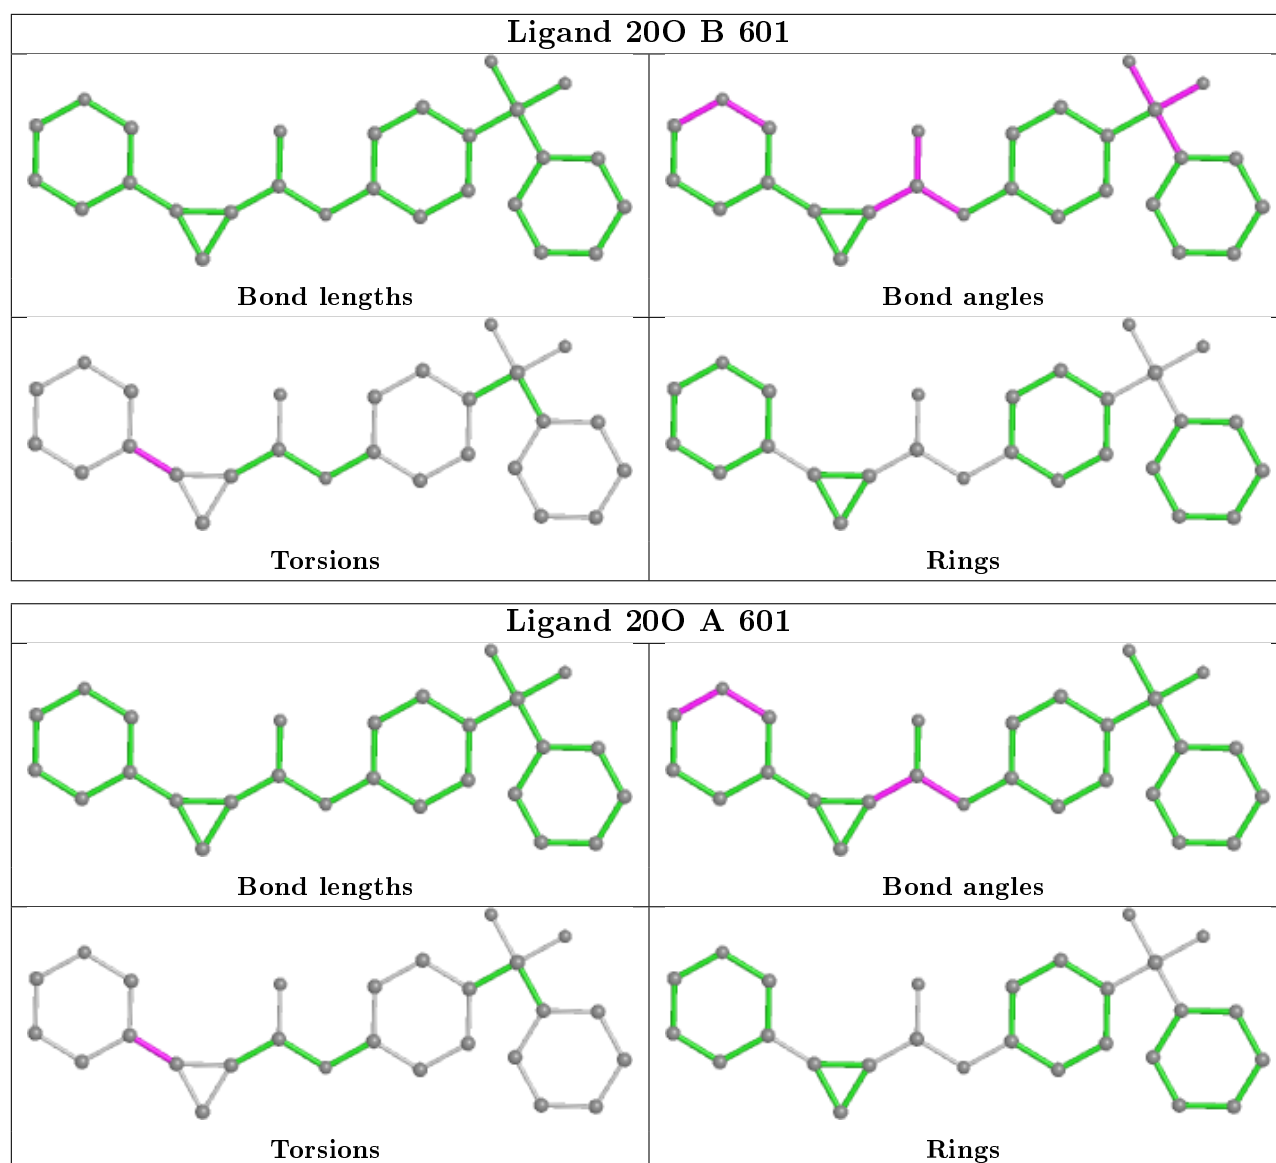 Ligand 20O B 601
Bond lengths
Bond angles
Torsions
Rings
Ligand 20O A 601
Bond lengths
Bond angles
Torsions
Rings